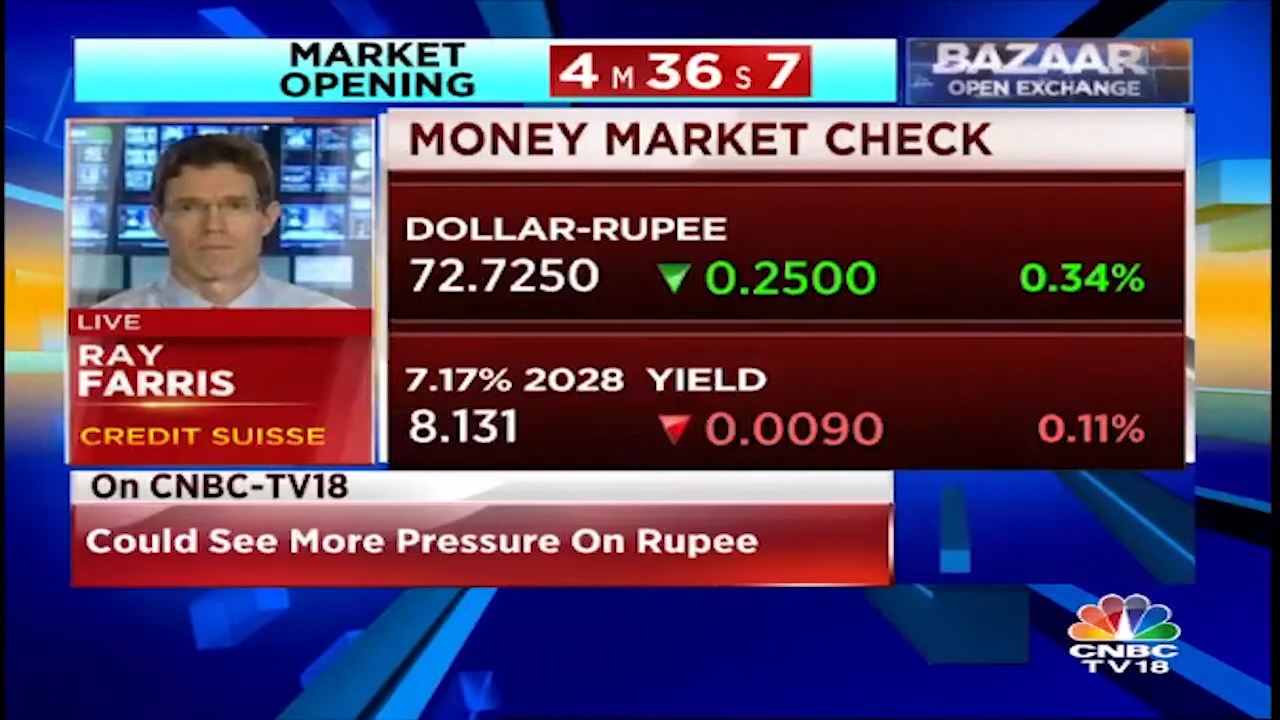 MARKET
OPENING
4 M 36 S 7
BAZAAR
OPEN EXCHANGE
MONEY MARKET CHECK
DOLLAR-RUPEE
72.7250 0.2500 0.34%
7.17% 2028 YIELD
8.131 0.0090 0.11%
LIVE
RAY
FARRIS
CREDIT SUISSE
On CNBC-TV18
Could See More Pressure On Rupee
CNBC
TV18